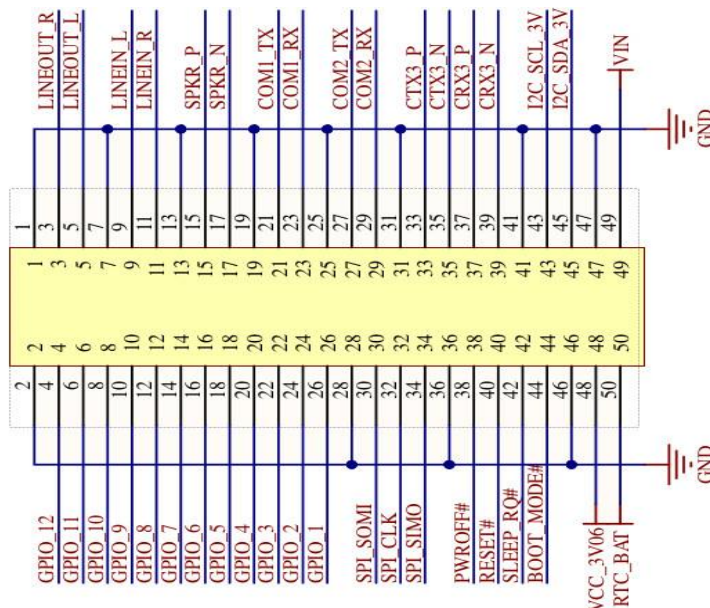 LINEOUT_R
LINEOUT_L
LINEIN_L
LINEIN_R
SPKR_P
SPKR_N
COM1_TX
COM1_RX
COM2_TX
COM2_RX
CTX3_P
CTX3_N
CRX3_P
CRX3_N
I2C_SCL_3V
I2C_SDA_3V
VIN
GND
1 3 5 7 9 11 13 15 17 19 21 23 25 27 29 31 33 35 37 39 41 43 45 47 49
1 3 5 7 9 11 13 15 17 19 21 23 25 27 29 31 33 35 37 39 41 43 45 47 49
2 4 6 8 10 12 14 16 18 20 22 24 26 28 30 32 34 36 38 40 42 44 46 48 50
2 4 6 8 10 12 14 16 18 20 22 24 26 28 30 32 34 36 38 40 42 44 46 48 50
GND
GPIO_12
GPIO_11
GPIO_10
GPIO_9
GPIO_8
GPIO_7
GPIO_6
GPIO_5
GPIO_4
GPIO_3
GPIO_2
GPIO_1
SPI_SOMI
SPI_CLK
SPI_SIMO
PWROFF#
RESET#
SLEEP_RQ#
BOOT_MODE#
VCC_3V06
RTC_BAT